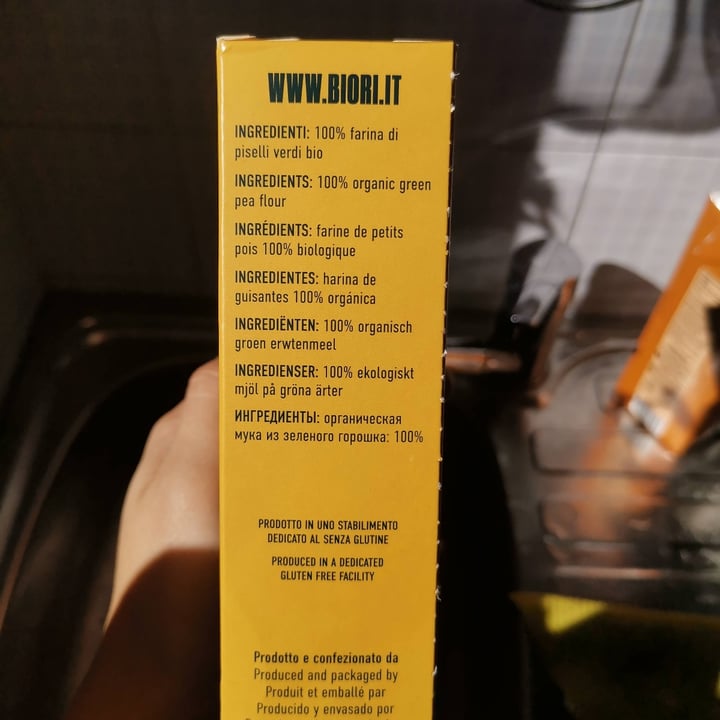 WWW.BIORI.IT
INGREDIENTI: 100% farina di
piselli verdi bio
INGREDIENTS: 100% organic green
pea flour
INGRÉDIENTS: farine de petits
pois 100% biologique
INGREDIENTES: harina de
guisantes 100% orgánica
INGREDIËNTEN: 100% organisch
groen erwtenmeel
INGREDIENSER: 100% ekologiskt
mjöl på gröna ärter
ИНГРЕДИЕНТЫ: органическая
мука из зеленого горошка: 100%
PRODOTTO IN UNO STABILIMENTO
DEDICATO AL SENZA GLUTINE
PRODUCED IN A DEDICATED
GLUTEN FREE FACILITY
Prodotto e confezionato da
Produced and packaged by
Produit et emballé par
Producido y envasado por